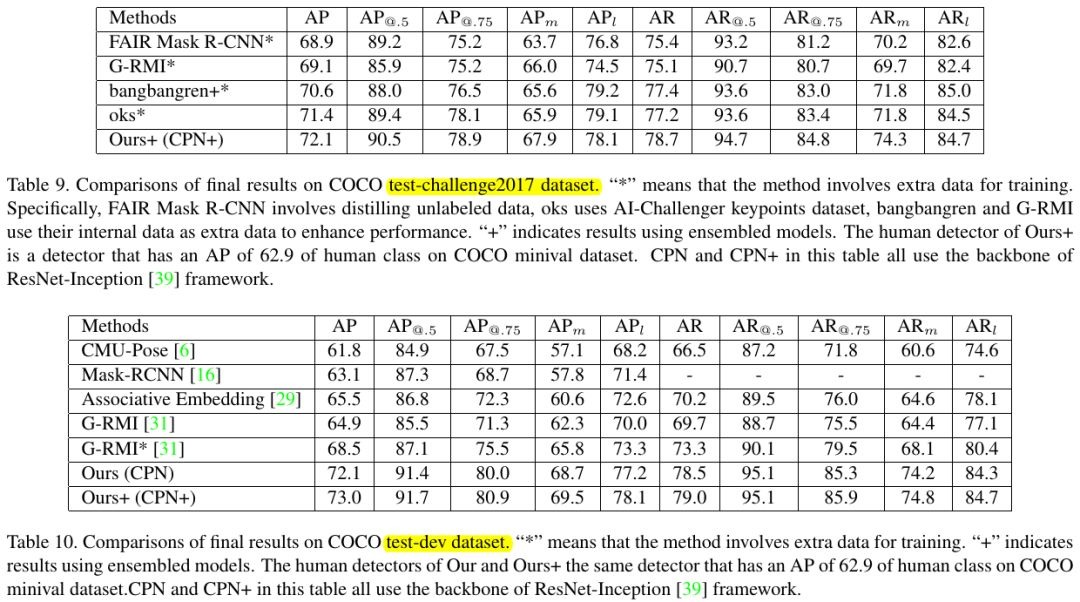 Methods AP AP@.5 AP@.75 APm APl AR AR@.5 AR@.75 ARm ARl
FAIR Mask R-CNN* 68.9 89.2 75.2 63.7 76.8 75.4 93.2 81.2 70.2 82.6
G-RMI* 69.1 85.9 75.2 66.0 74.5 75.1 90.7 80.7 69.7 82.4
bangbangren+* 70.6 88.0 76.5 65.6 79.2 77.4 93.6 83.0 71.8 85.0
oks* 71.4 89.4 78.1 65.9 79.1 77.2 93.6 83.4 71.8 84.5
Ours+ (CPN+) 72.1 90.5 78.9 67.9 78.1 78.7 94.7 84.8 74.3 84.7
Table 9. Comparisons of final results on COCO test-challenge2017 dataset. “*” means that the method involves extra data for training.
Specifically, FAIR Mask R-CNN involves distilling unlabeled data, oks uses AI-Challenger keypoints dataset, bangbangren and G-RMI
use their internal data as extra data to enhance performance. “+” indicates results using ensembled models. The human detector of Ours+
is a detector that has an AP of 62.9 of human class on COCO minival dataset. CPN and CPN+ in this table all use the backbone of
ResNet-Inception [39] framework.
Methods AP AP@.5 AP@.75 APm APl AR AR@.5 AR@.75 ARm ARl
CMU-Pose [6] 61.8 84.9 67.5 57.1 68.2 66.5 87.2 71.8 60.6 74.6
Mask-RCNN [16] 63.1 87.3 68.7 57.8 71.4 - - - - -
Associative Embedding [29] 65.5 86.8 72.3 60.6 72.6 70.2 89.5 76.0 64.6 78.1
G-RMI [31] 64.9 85.5 71.3 62.3 70.0 69.7 88.7 75.5 64.4 77.1
G-RMI* [31] 68.5 87.1 75.5 65.8 73.3 73.3 90.1 79.5 68.1 80.4
Ours (CPN) 72.1 91.4 80.0 68.7 77.2 78.5 95.1 85.3 74.2 84.3
Ours+ (CPN+) 73.0 91.7 80.9 69.5 78.1 79.0 95.1 85.9 74.8 84.7
Table 10. Comparisons of final results on COCO test-dev dataset. “*” means that the method involves extra data for training. “+” indicates
results using ensembled models. The human detectors of Our and Ours+ the same detector that has an AP of 62.9 of human class on COCO
minival dataset.CPN and CPN+ in this table all use the backbone of ResNet-Inception [39] framework.